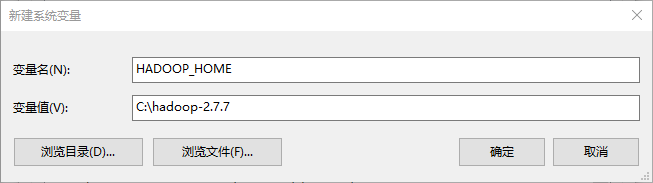 新建系统变量
变量名(N):
HADOOP_HOME
变量值(V):
C:\hadoop-2.7.7
浏览目录(D)...
浏览文件(F)...
确定
取消